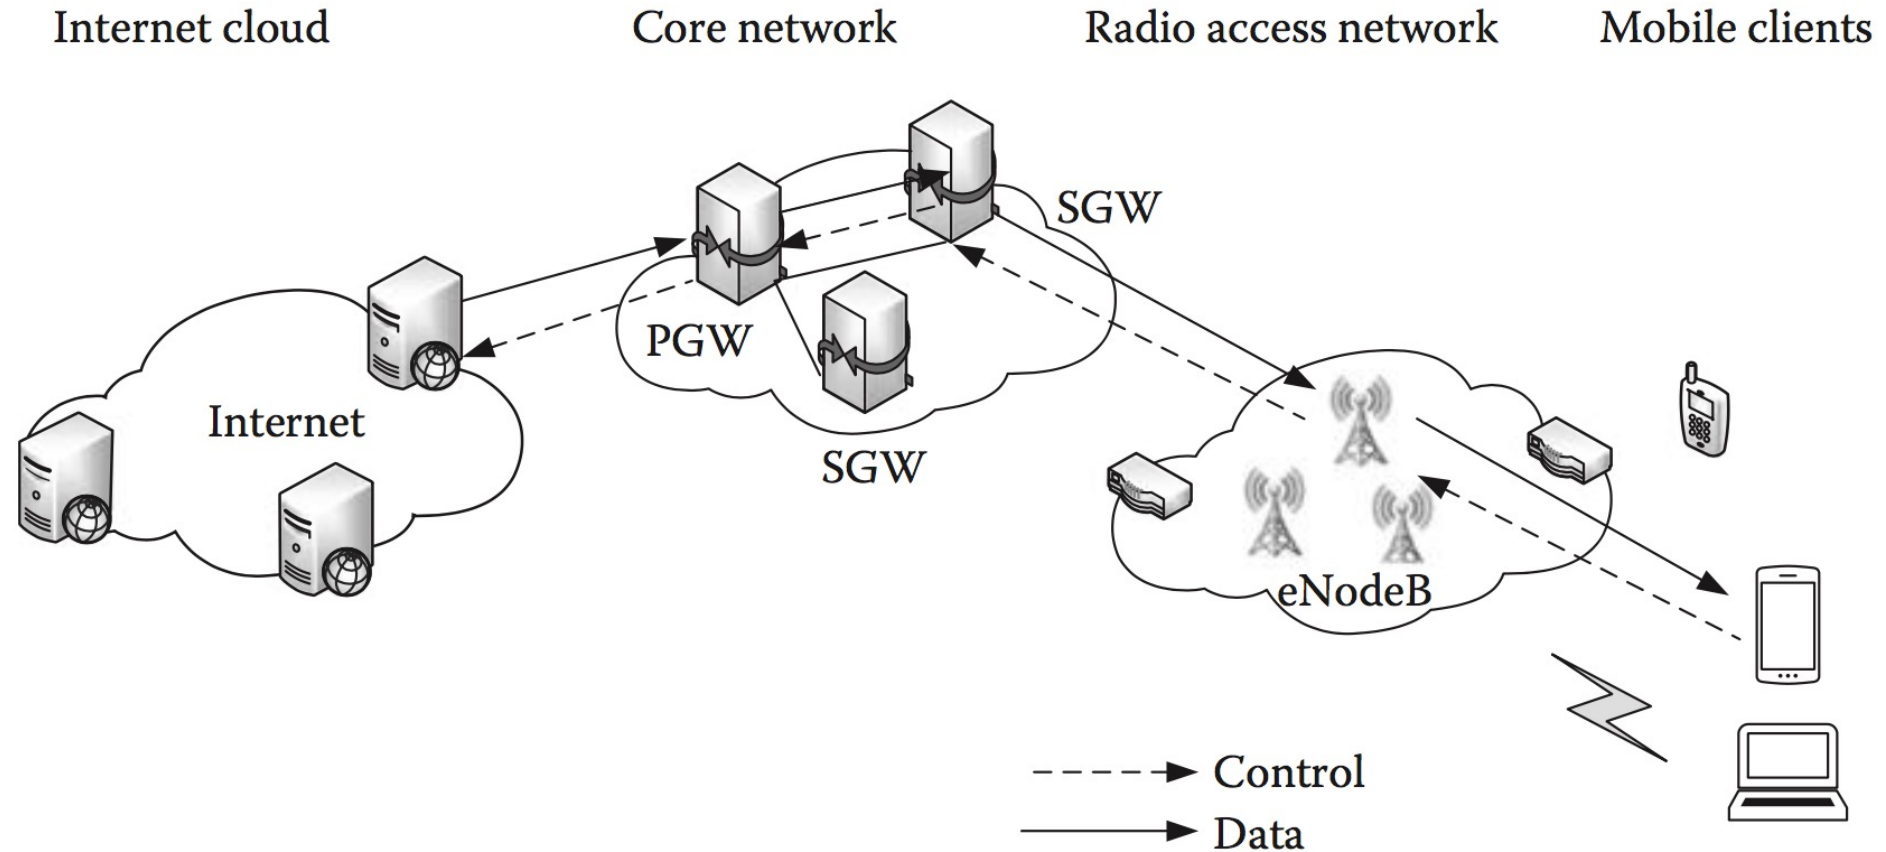 Internet cloud
Core network
Radio access network
Mobile clients
SGW
PGW
Internet
SGW
eNodeB
Control
Data